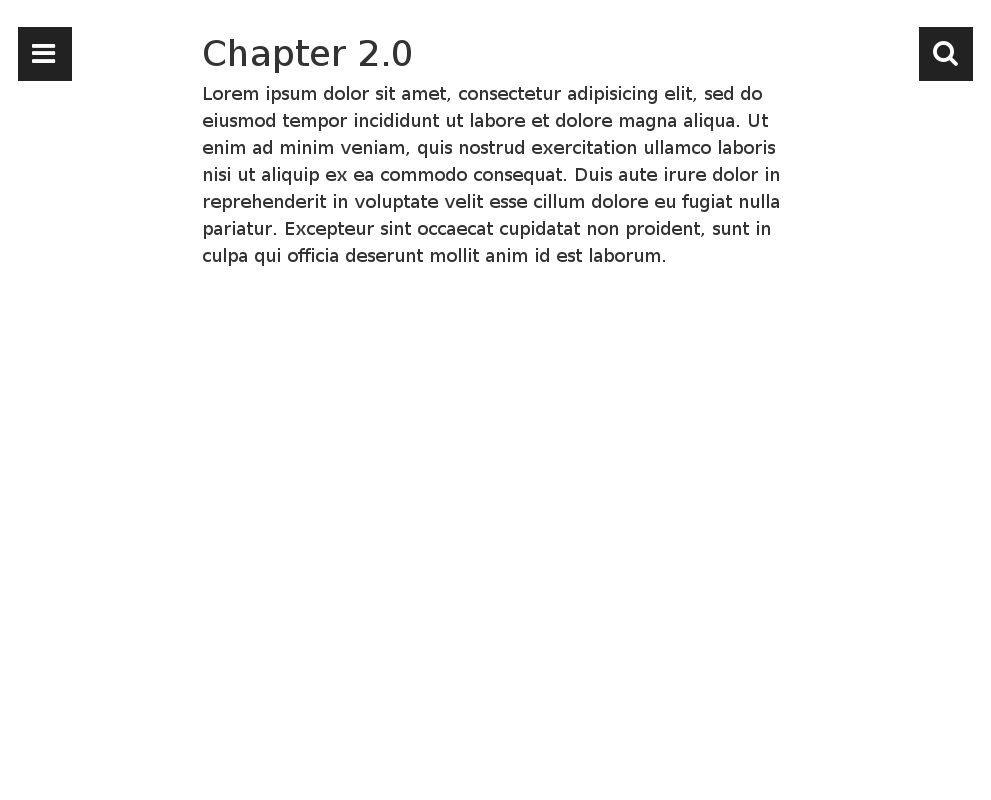 Chapter 2.0
Lorem ipsum dolor sit amet, consectetur adipisicing elit, sed do
eiusmod tempor incididunt ut labore et dolore magna aliqua. Ut
enim ad minim veniam, quis nostrud exercitation ullamco laboris
nisi ut aliquip ex ea commodo consequat. Duis aute irure dolor in
reprehenderit in voluptate velit esse cillum dolore eu fugiat nulla
pariatur. Excepteur sint occaecat cupidatat non proident, sunt in
culpa qui officia deserunt mollit anim id est laborum.